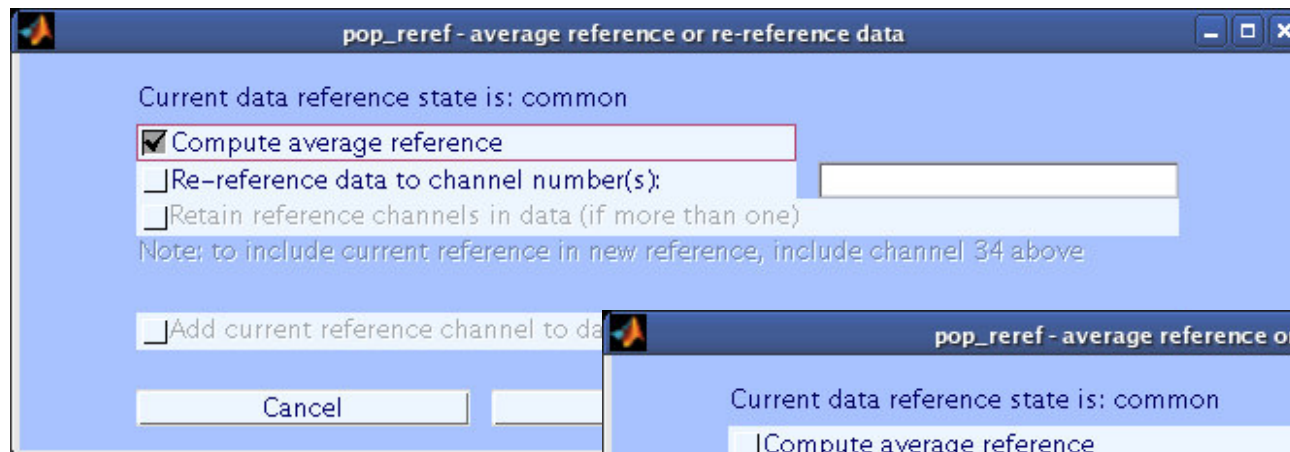 pop_reref - average reference or re-reference data
Current data reference state is: common
Compute average reference
Re-reference data to channel number(s):
Retain reference channels in data (if more than one)
Note: to include current reference in new reference, include channel 34 above
Add current reference channel to da
Cancel
pop_reref - average reference o
Current data reference state is: common
Compute average reference